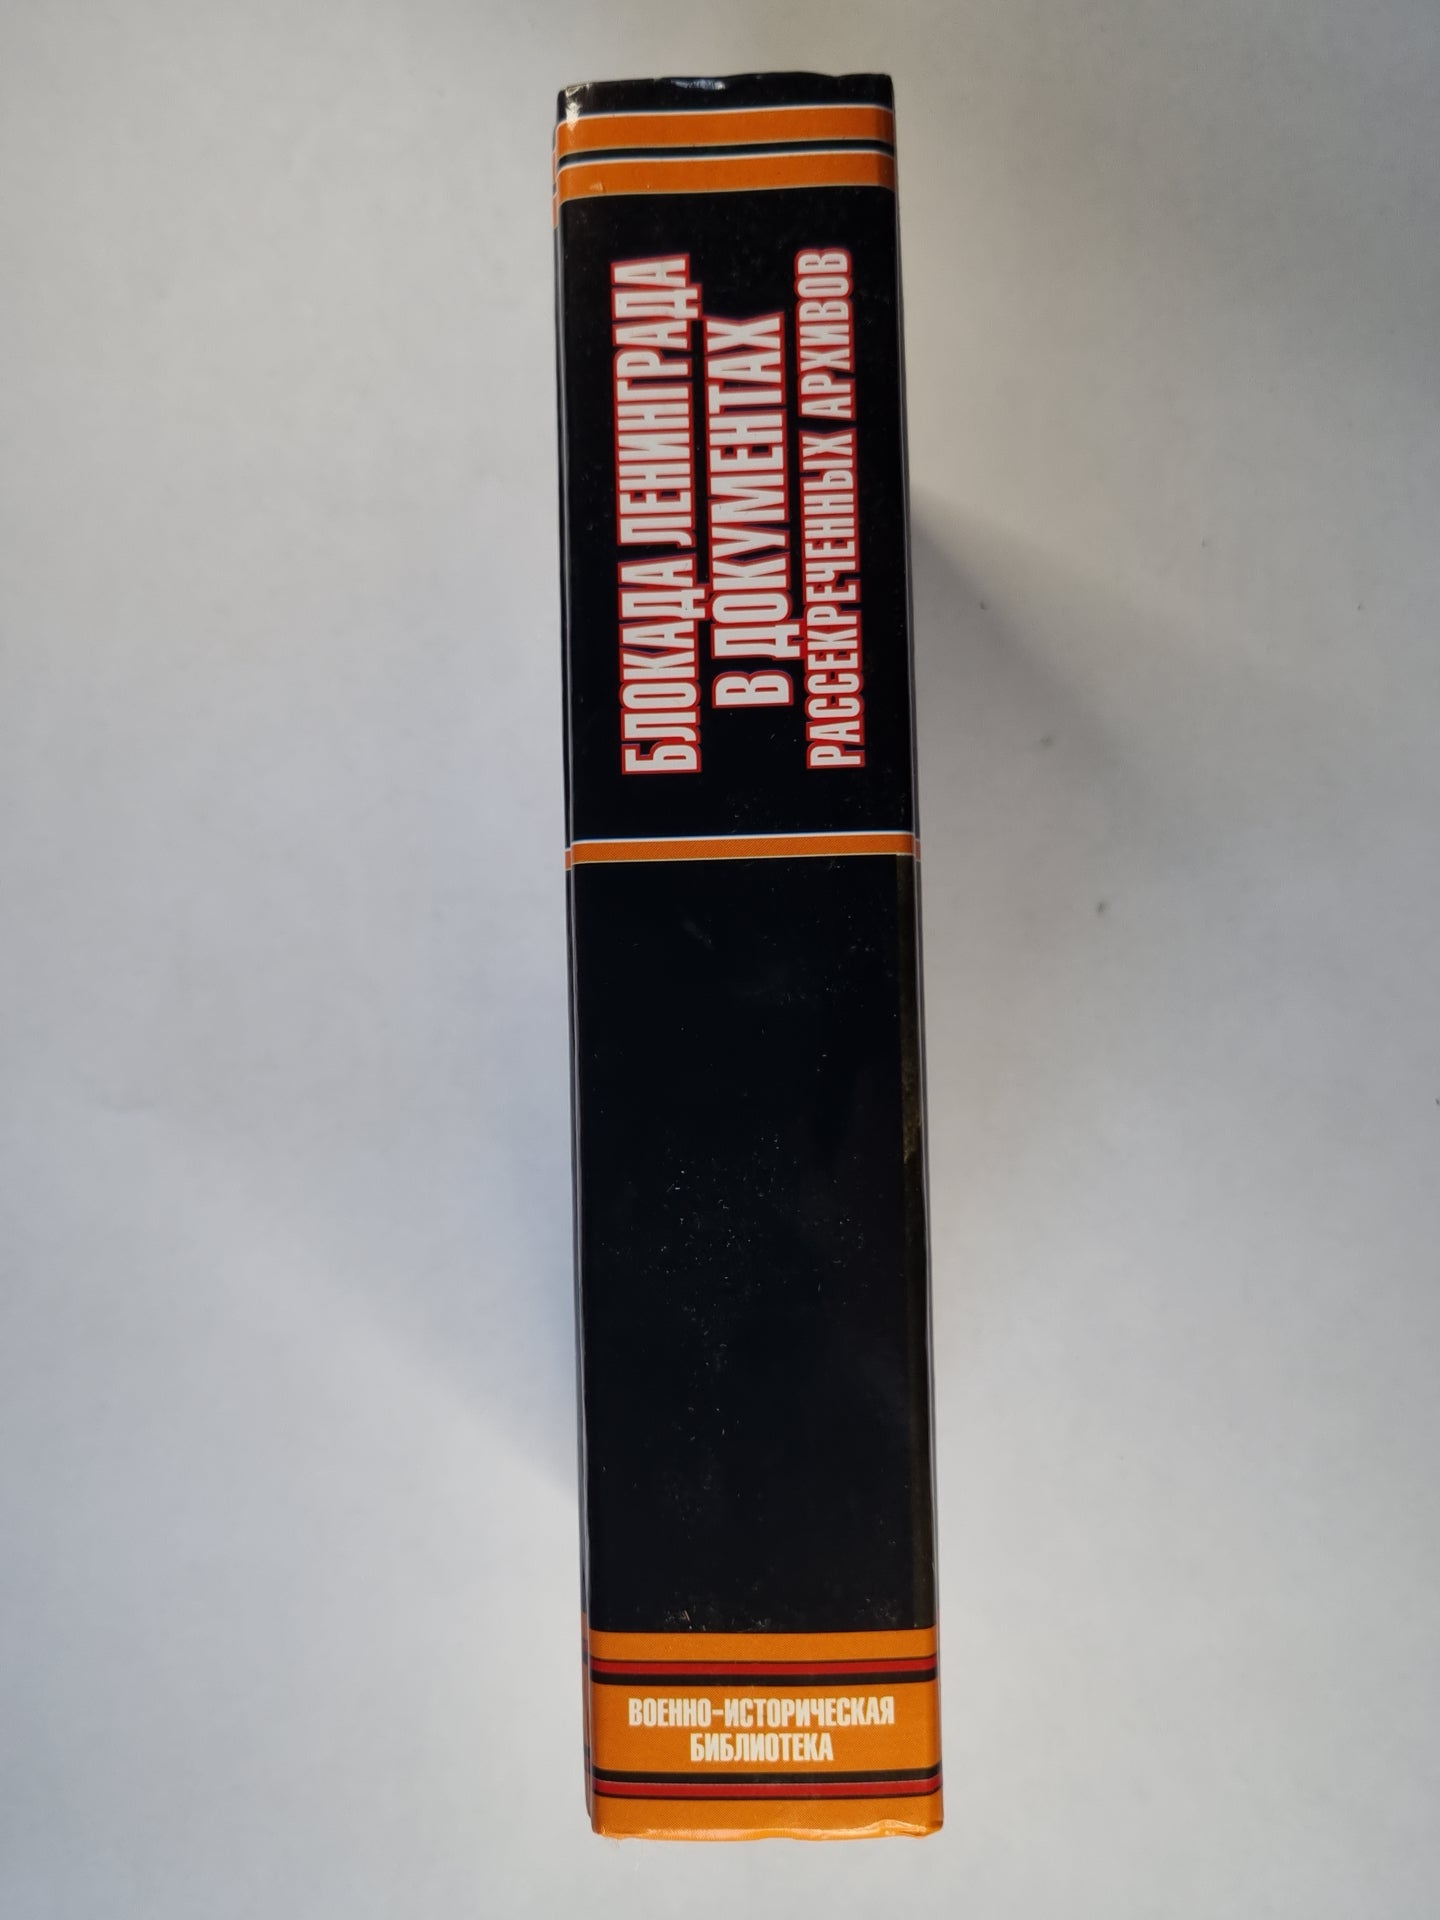 БЛОКАДА ЛЕНИНГРАДА
В ДОКУМЕНТАХ
РАССЕКРЕЧЕННЫХ АРХИВОВ
ВОЕННО-ИСТОРИЧЕСКАЯ
БИБЛИОТЕКА